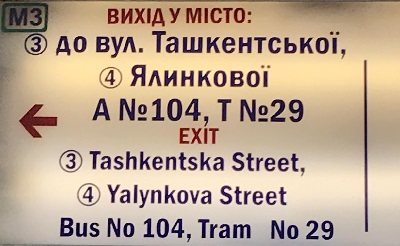 М3
ВИХІД У МІСТО:
③ до вул. Ташкентської,
④ Ялинкової
А №104, Т №29
EXIT
③ Tashkentska Street,
④ Yalynkova Street
Bus No 104, Tram No 29